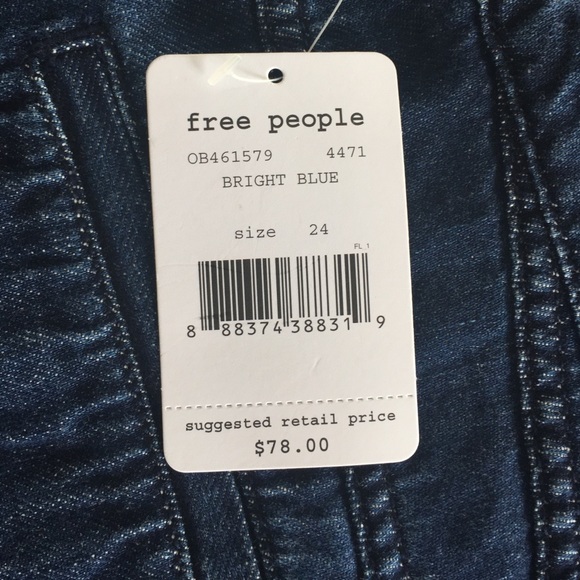 free people
OB461579 4471
BRIGHT BLUE
size 24
FL 1
8 88374 38831 9
suggested retail price
$78.00